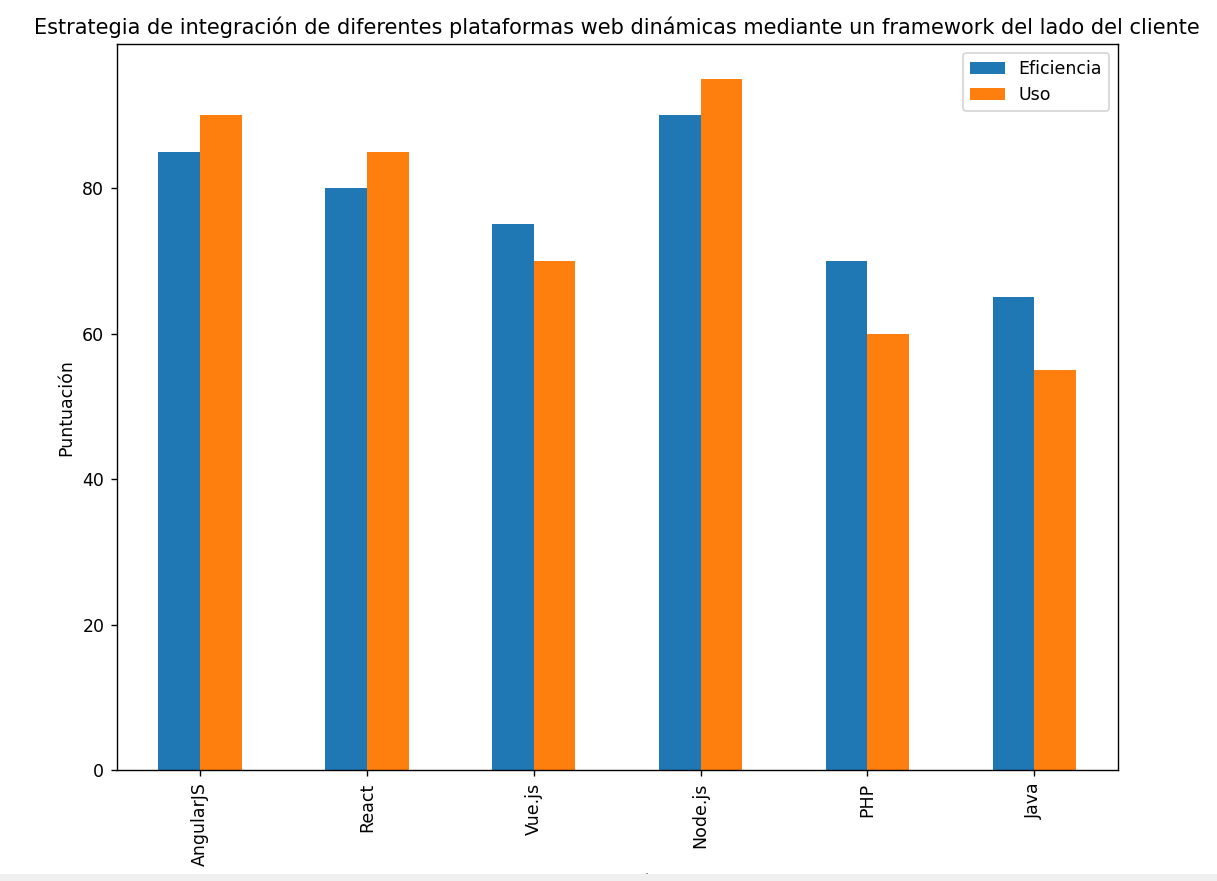 Estrategia de integración de diferentes plataformas web dinámicas mediante un framework del lado del cliente
Eficiencia
Uso
Puntuación
80
60
40
20
0
AngularJS
React
Vue.js
Node.js
PHP
Java